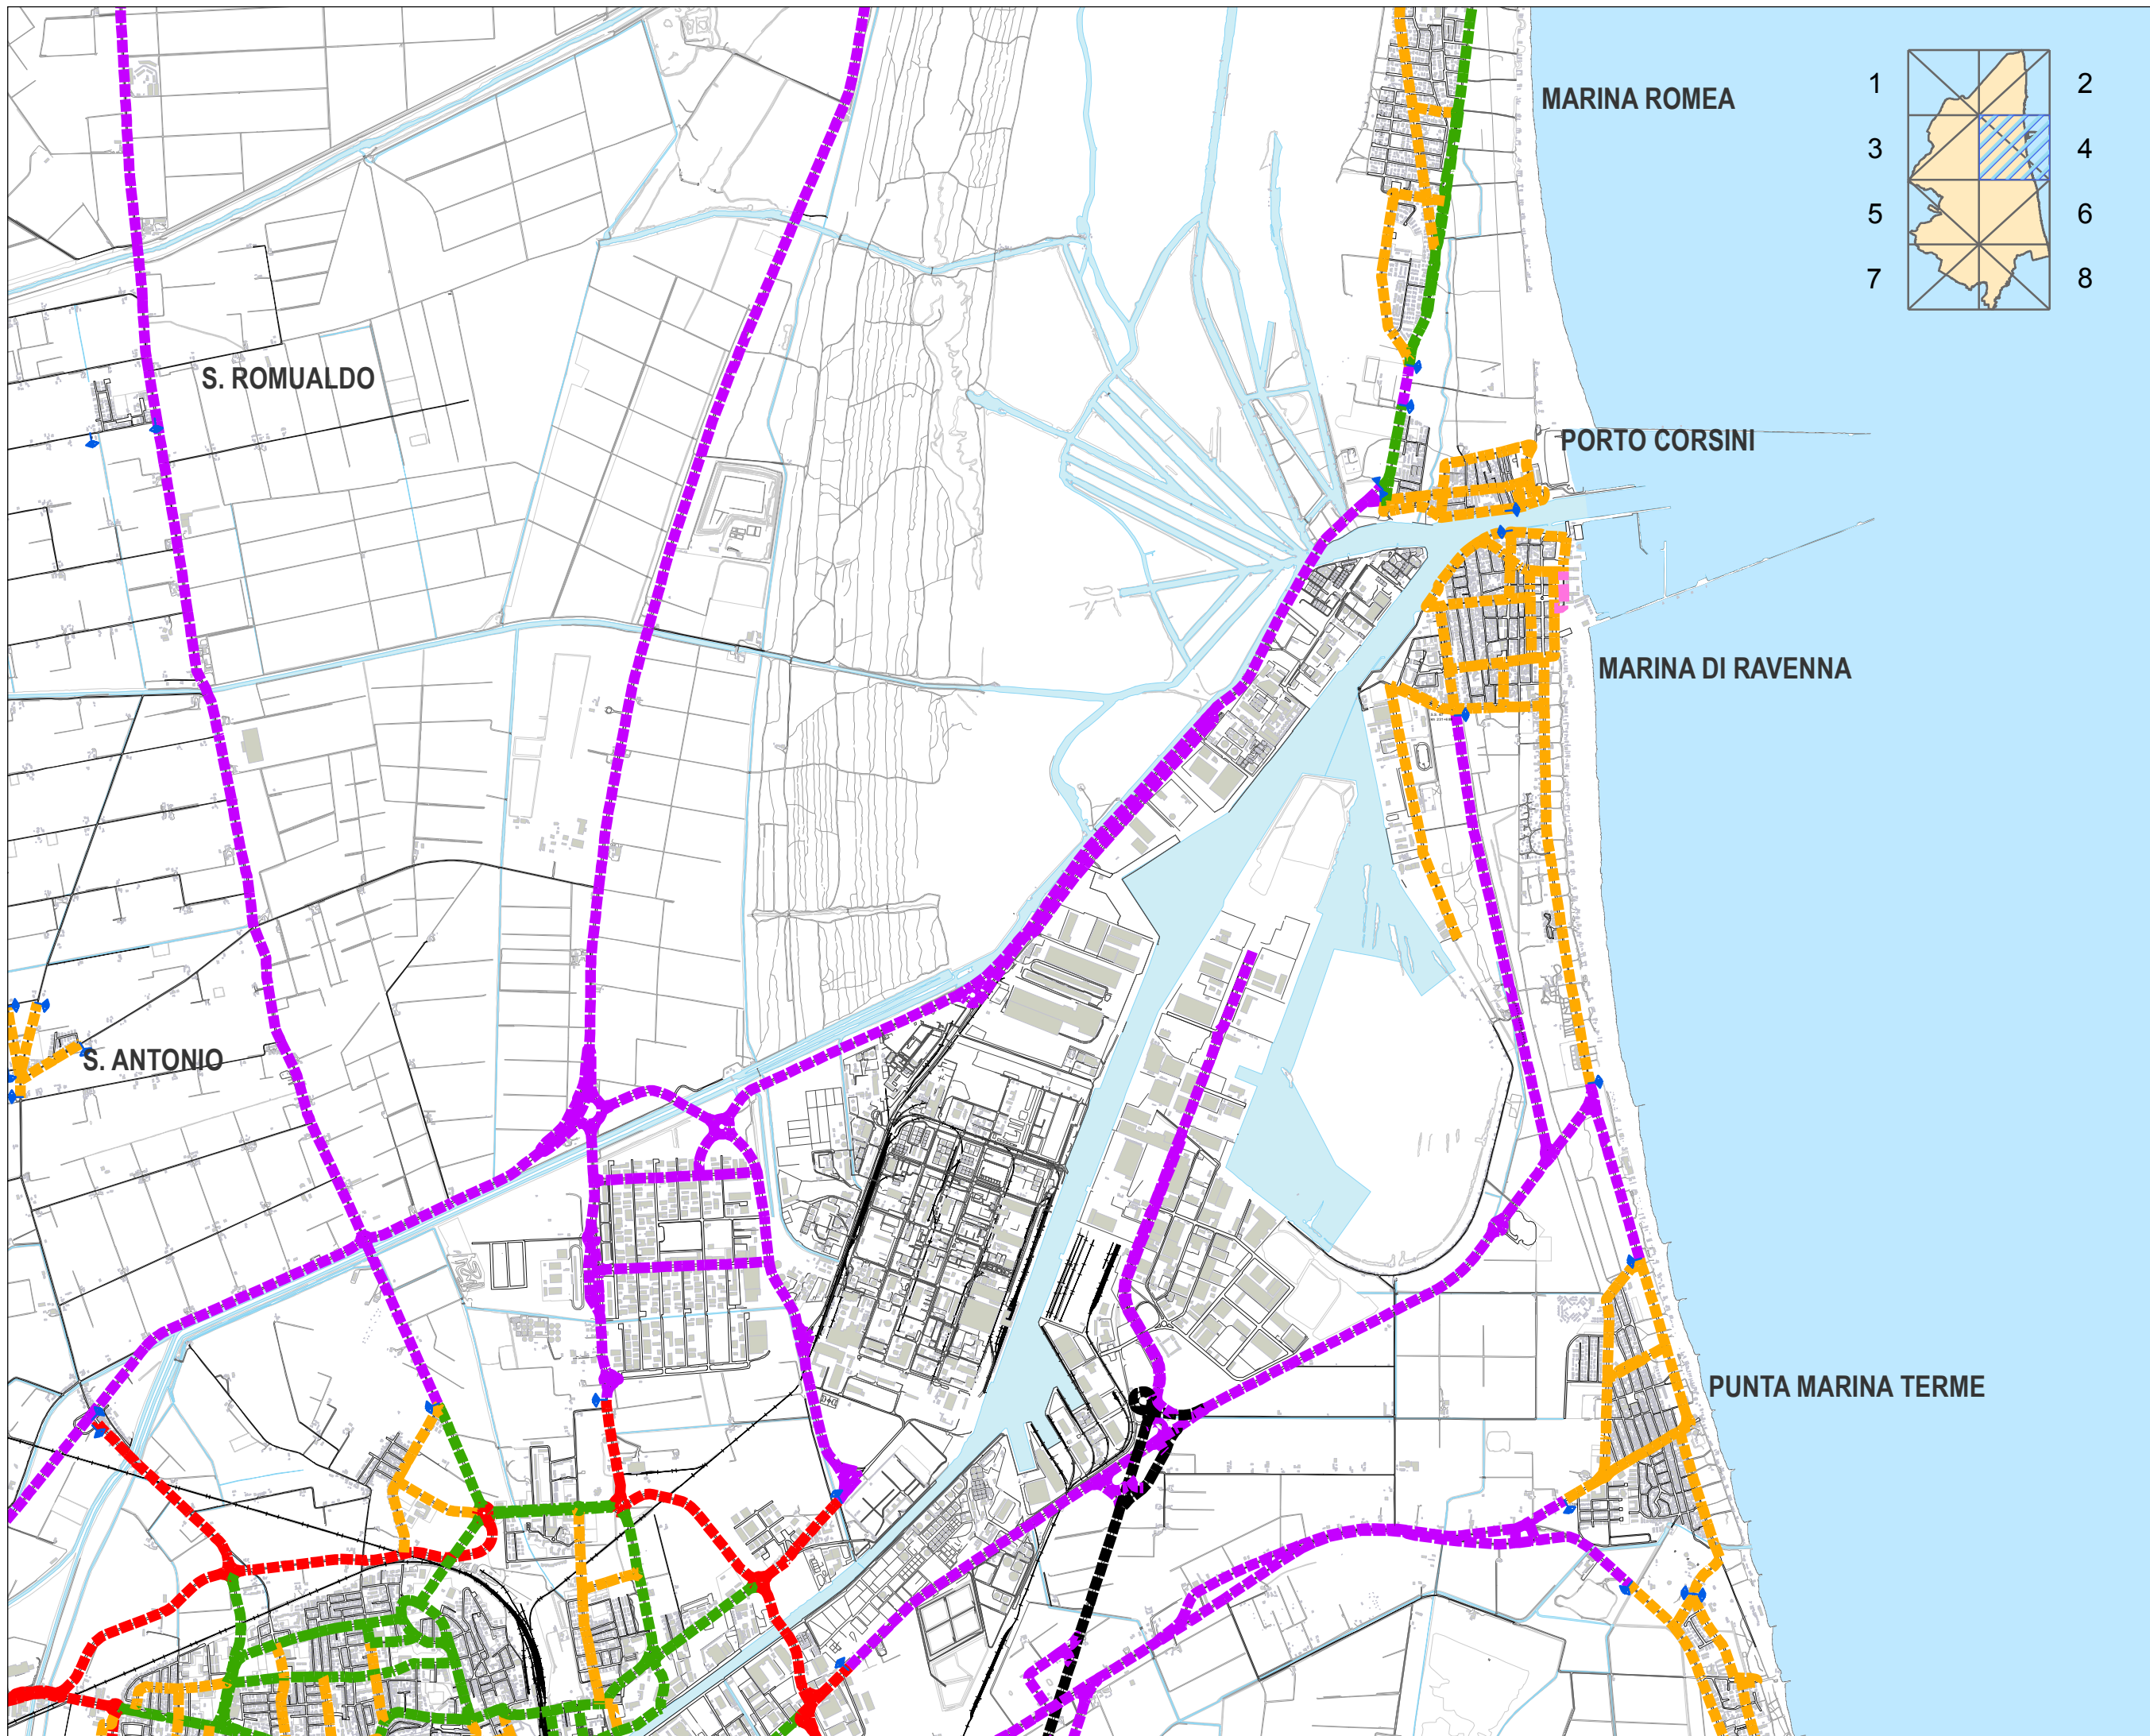 MARINA ROMEA
1 2
3 4
5 6
7 8
S. ROMUALDO
PORTO CORSINI
MARINA DI RAVENNA
S. ANTONIO
PUNTA MARINA TERME